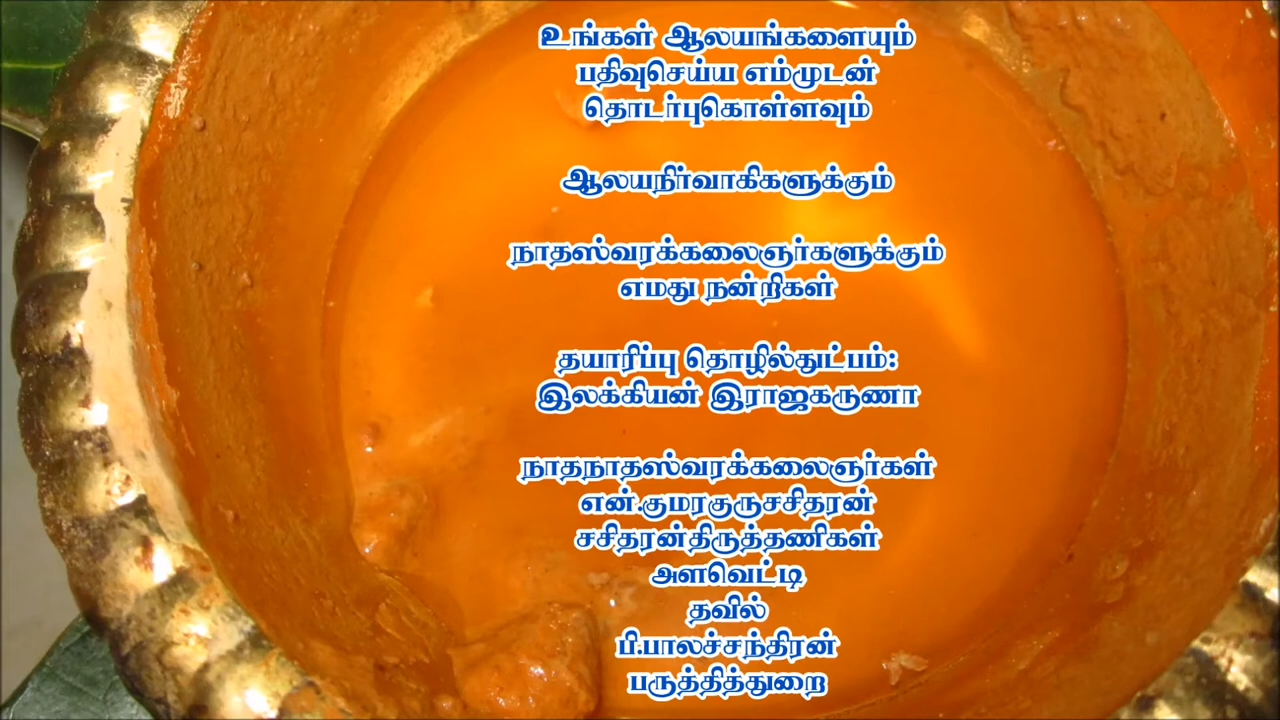 உங்கள் ஆலயங்களையும்
பதிவுசெய்ய எம்முடன்
தொடர்புகொள்ளவும்
ஆலயநிர்வாகிகளுக்கும்
நாதஸ்வரக்கலைஞர்களுக்கும்
எமது நன்றிகள்
தயாரிப்பு தொழில்துட்பம்:
இலக்கியன் இராஜகருணா
நாதநாதஸ்வரக்கலைஞர்கள்
என்.குமரகுருசசிதரன்
சசிதரன்திருத்தணிகள்
அளவெட்டி
தவில்
பி.பாலச்சந்திரன்
பருத்தித்துறை